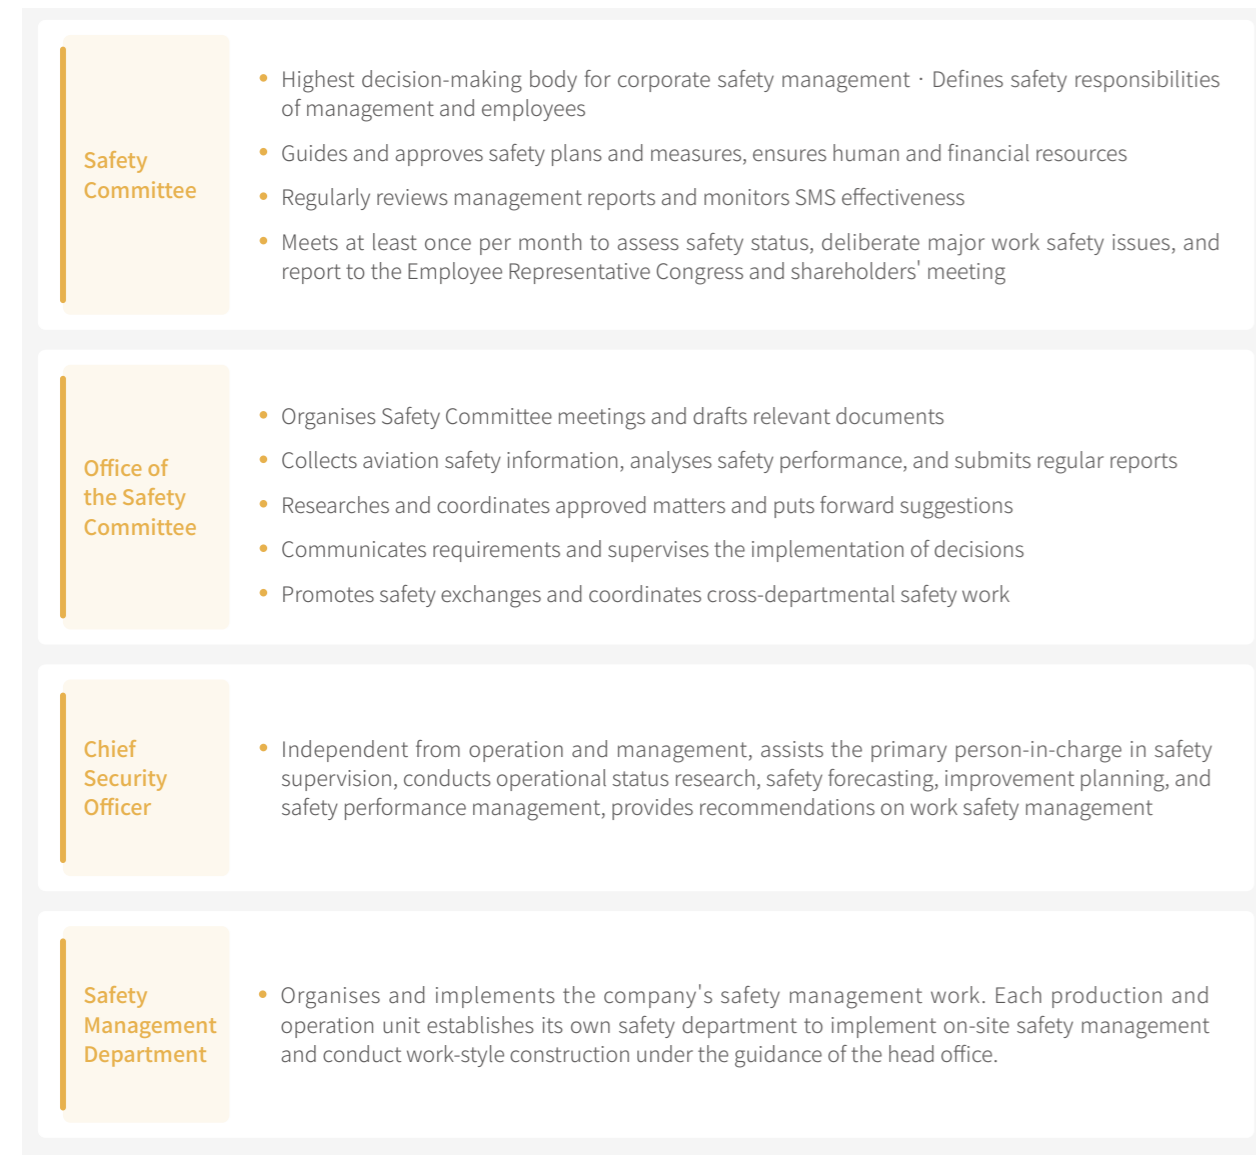 Safety
Committee
• Highest decision-making body for corporate safety management · Defines safety responsibilities
of management and employees
• Guides and approves safety plans and measures, ensures human and financial resources
• Regularly reviews management reports and monitors SMS effectiveness
• Meets at least once per month to assess safety status, deliberate major work safety issues, and
report to the Employee Representative Congress and shareholders' meeting
Office of
the Safety
Committee
• Organises Safety Committee meetings and drafts relevant documents
• Collects aviation safety information, analyses safety performance, and submits regular reports
• Researches and coordinates approved matters and puts forward suggestions
• Communicates requirements and supervises the implementation of decisions
• Promotes safety exchanges and coordinates cross-departmental safety work
Chief
Security
Officer
• Independent from operation and management, assists the primary person-in-charge in safety
supervision, conducts operational status research, safety forecasting, improvement planning, and
safety performance management, provides recommendations on work safety management
Safety
Management
Department
• Organises and implements the company's safety management work. Each production and
operation unit establishes its own safety department to implement on-site safety management
and conduct work-style construction under the guidance of the head office.